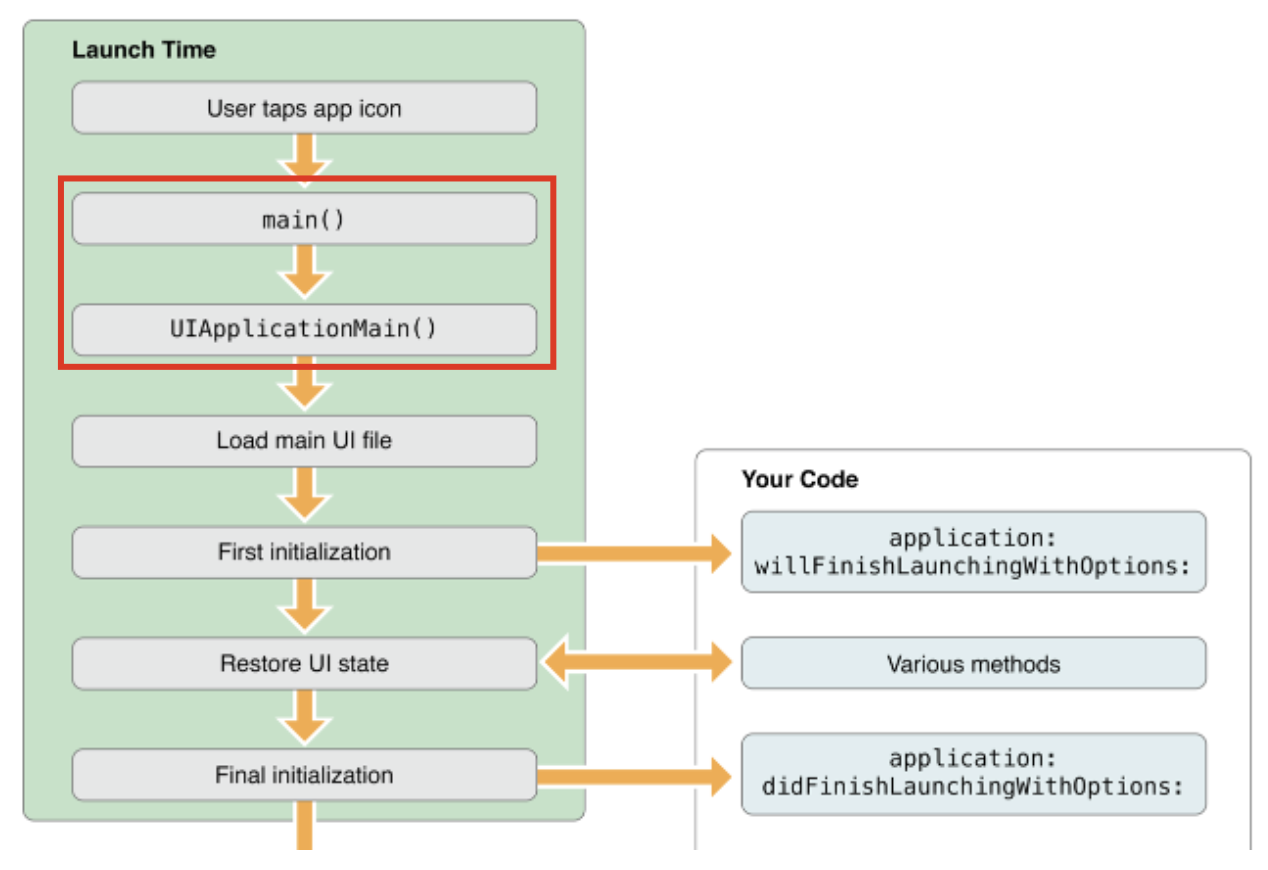 Launch Time
User taps app icon
main()
UIApplicationMain()
Load main UI file
First initialization
Restore UI state
Final initialization
Your Code
application:
willFinishLaunchingWithOptions:
Various methods
application:
didFinishLaunchingWithOptions: